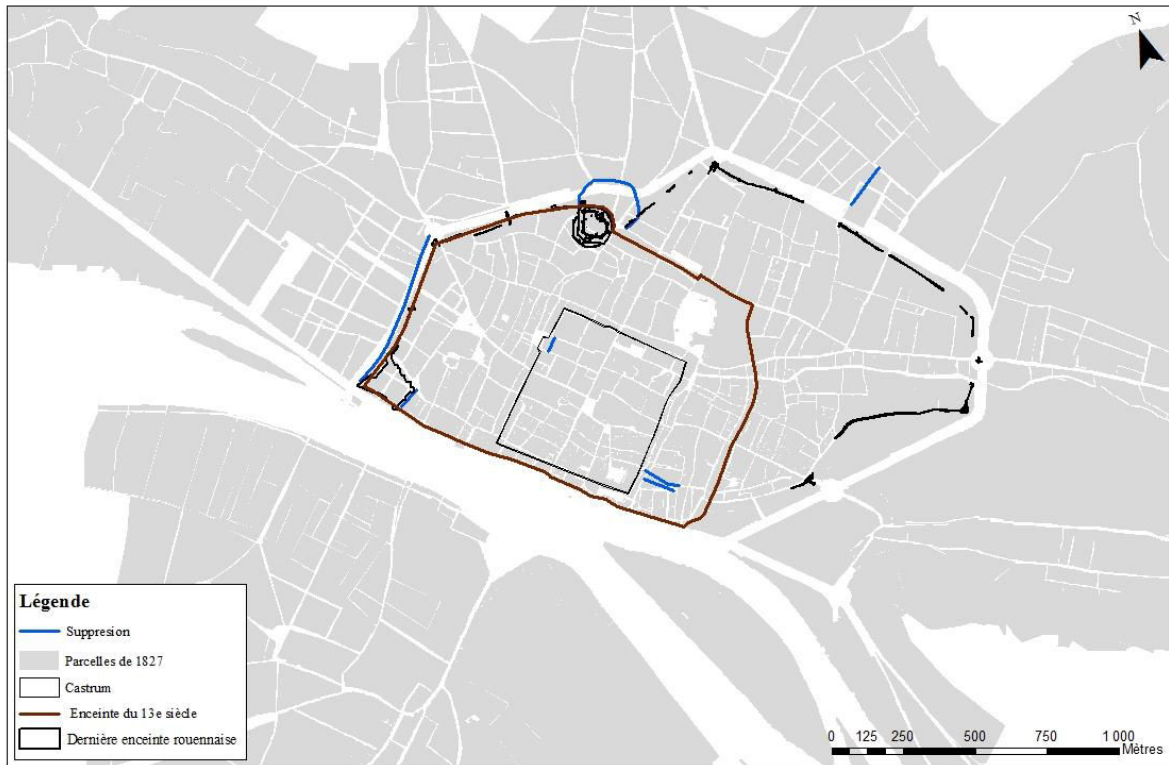 N
Légende
Suppresion
Parcelles de 1827
Castrum
Enceinte du 13e siècle
Dernière enceinte rouennaise
0 125 250 500 750 1 000
Mètres